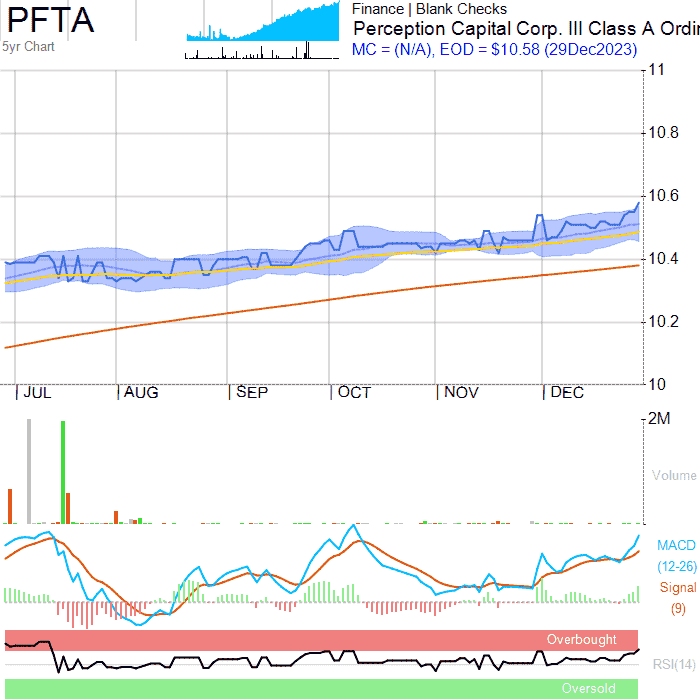 PFTA
5yr Chart
Finance | Blank Checks
Perception Capital Corp. III Class A Ordin
MC = (N/A), EOD = $10.58 (29Dec2023)
11
10.8
10.6
10.4
10.2
10
JUL AUG SEP OCT NOV DEC
2M
Volume
MACD
(12-26)
Signal
(9)
Overbought
RSI(14)
Oversold